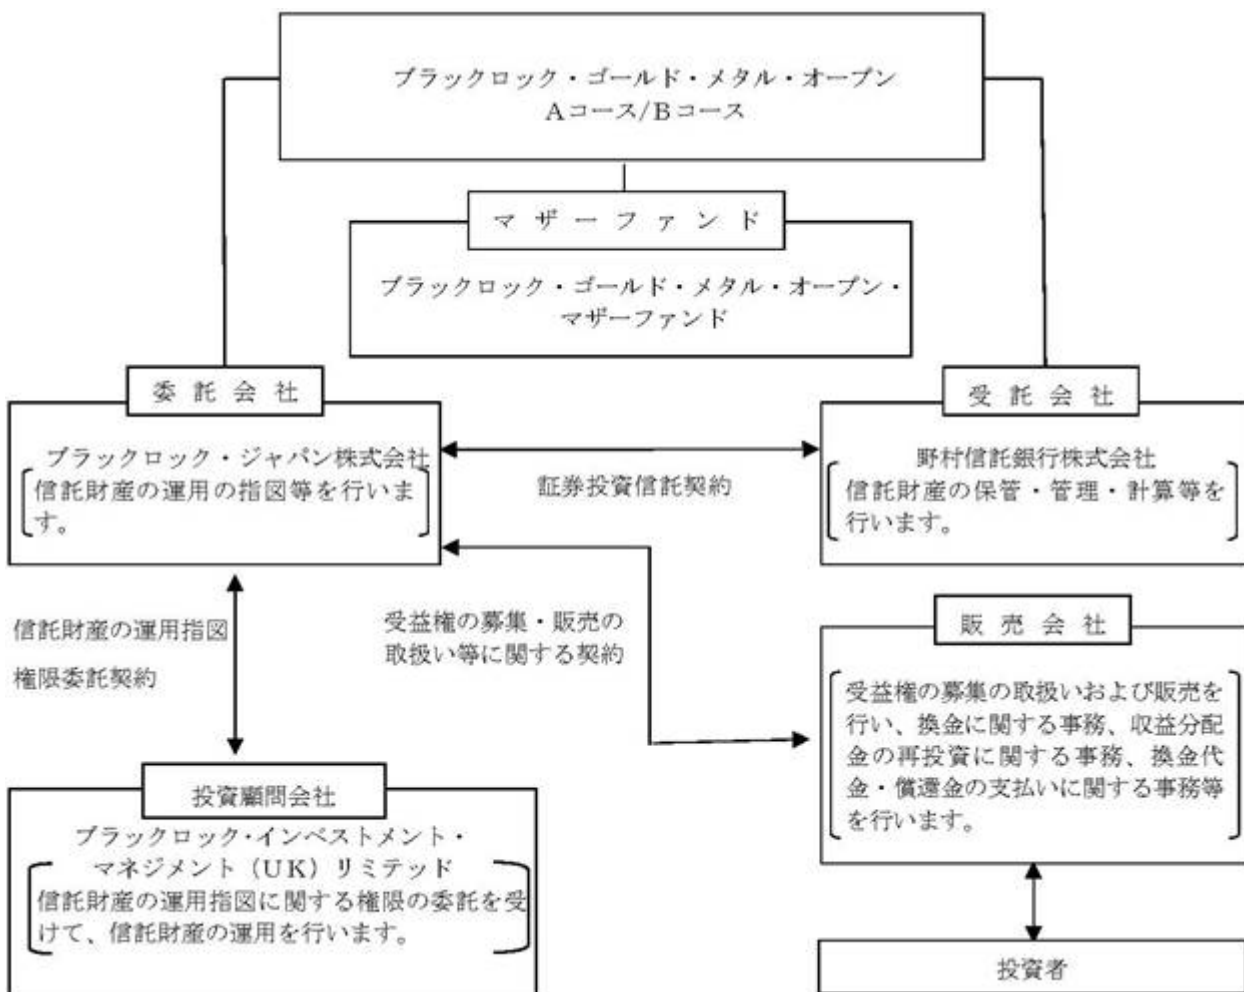 ブラックロック・ゴールド・メタル・オープン
Aコース/Bコース
マザーファンド
ブラックロック・ゴールド・メタル・オープン・
マザーファンド
委託会社
ブラックロック・ジャパン株式会社
信託財産の運用の指図等を行いま
す。
証券投資信託契約
受託会社
野村信託銀行株式会社
信託財産の保管・管理・計算等を
行います。
信託財産の運用指図
権限委託契約
受益権の募集・販売の
取扱い等に関する契約
販売会社
受益権の募集の取扱いおよび販売を
行い、換金に関する事務、収益分配
金の再投資に関する事務、換金代
金・償還金の支払いに関する事務等
を行います。
投資顧問会社
ブラックロック・インベストメント・
マネジメント（UK）リミテッド
信託財産の運用指図に関する権限の委託を受
けて、信託財産の運用を行います。
投資者